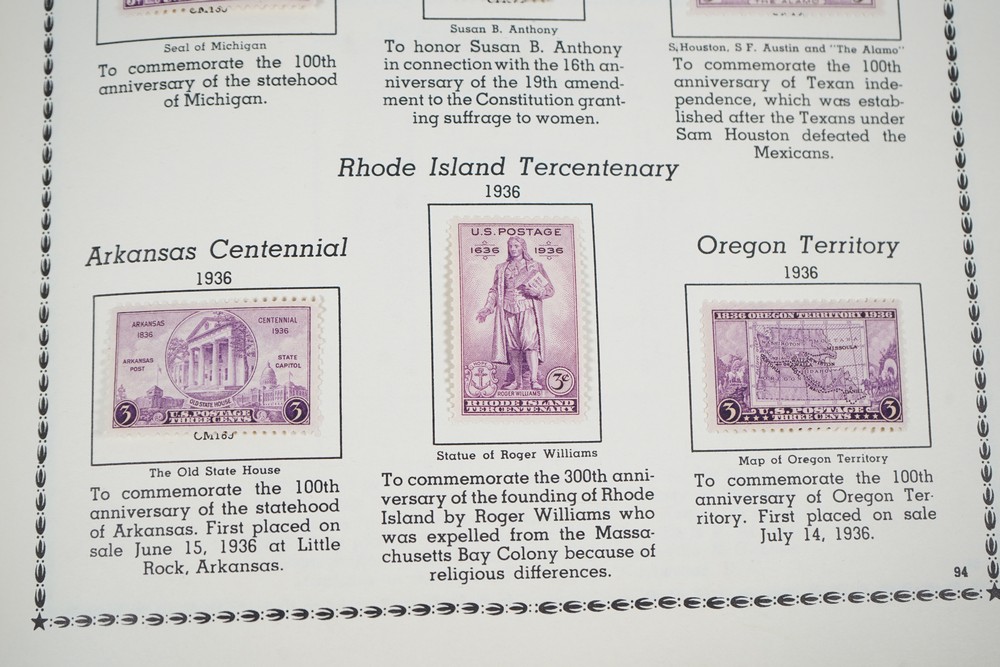 Seal of Michigan
To commemorate the 100th
anniversary of the statehood
of Michigan.
Susan B. Anthony
To honor Susan B. Anthony
in connection with the 16th an-
niversary of the 19th amend-
ment to the Constitution grant-
ing suffrage to women.
THE ALAMO
S, Houston, S F. Austin and "The Alamo"
To commemorate the 100th
anniversary of Texan inde-
pendence, which was estab-
lished after the Texans under
Sam Houston defeated the
Mexicans.
Arkansas Centennial
1936
ARKANSAS
1836
CENTENNIAL
1936
ARKANSAS
POST
STATE
CAPITOL
OLD STATE HOUSE
3
U.S. POSTAGE
THREE CENTS
3
The Old State House
To commemorate the 100th
anniversary of the statehood
of Arkansas. First placed on
sale June 15, 1936 at Little
Rock, Arkansas.
Rhode Island Tercentenary
1936
U.S. POSTAGE
1636 1936
ROGER WILLIAMS
3¢
RHODE ISLAND
TERCENTENARY
Statue of Roger Williams
To commemorate the 300th anni-
versary of the founding of Rhode
Island by Roger Williams who
was expelled from the Massa-
chusetts Bay Colony because of
religious differences.
Oregon Territory
1936
1836 OREGON TERRITORY 1936
MISSOULA
3
U.S. POSTAGE
THREE CENTS
3
Map of Oregon Territory
To commemorate the 100th
anniversary of Oregon Ter-
ritory. First placed on sale
July 14, 1936.
94